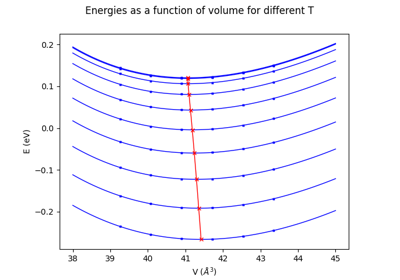 Energies as a function of volume for different T
0.2
0.1
0.0
−0.1
−0.2
E (eV)
38 39 40 41 42 43 44 45
V (Å³)